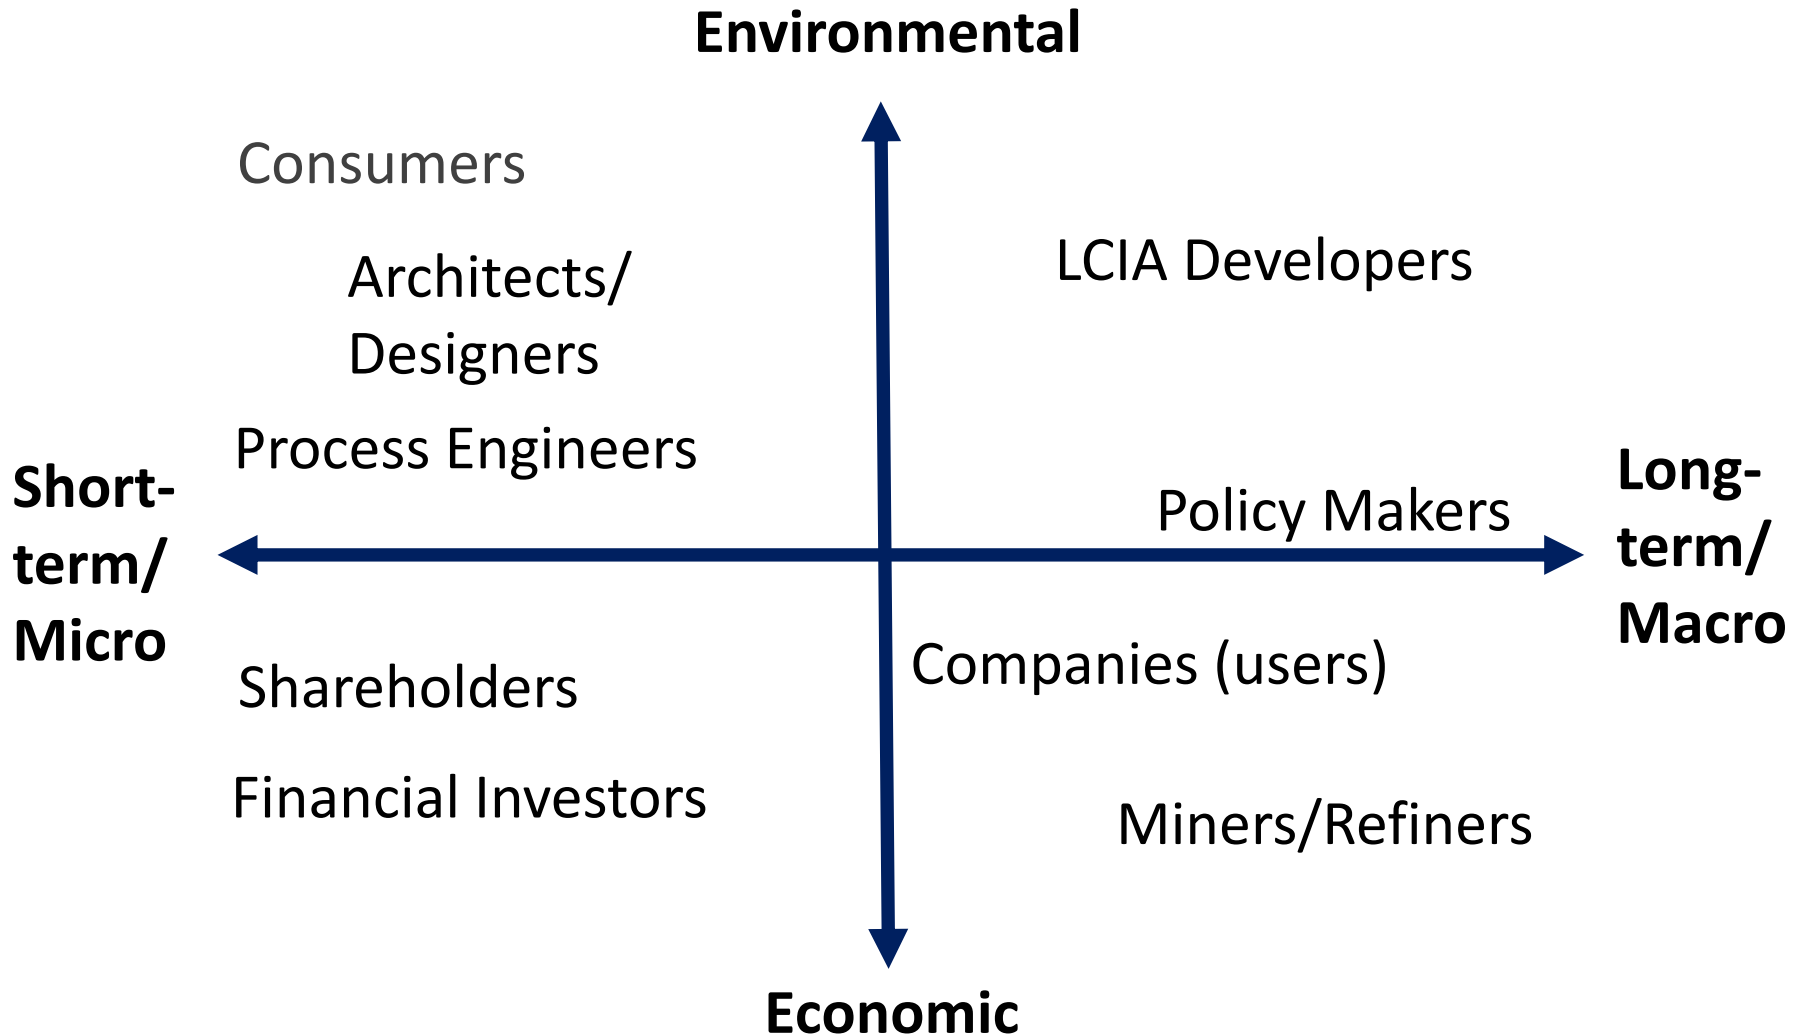 Environmental
Consumers
Architects/
Designers
LCIA Developers
Process Engineers
Short-
term/
Micro
Policy Makers
Long-
term/
Macro
Shareholders
Companies (users)
Financial Investors
Miners/Refiners
Economic